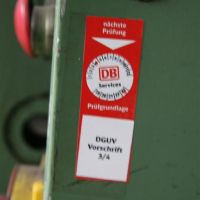 nächste
Prüfung
DB
Services
Prüfgrundlage
DGUV
Vorschrift
3/4